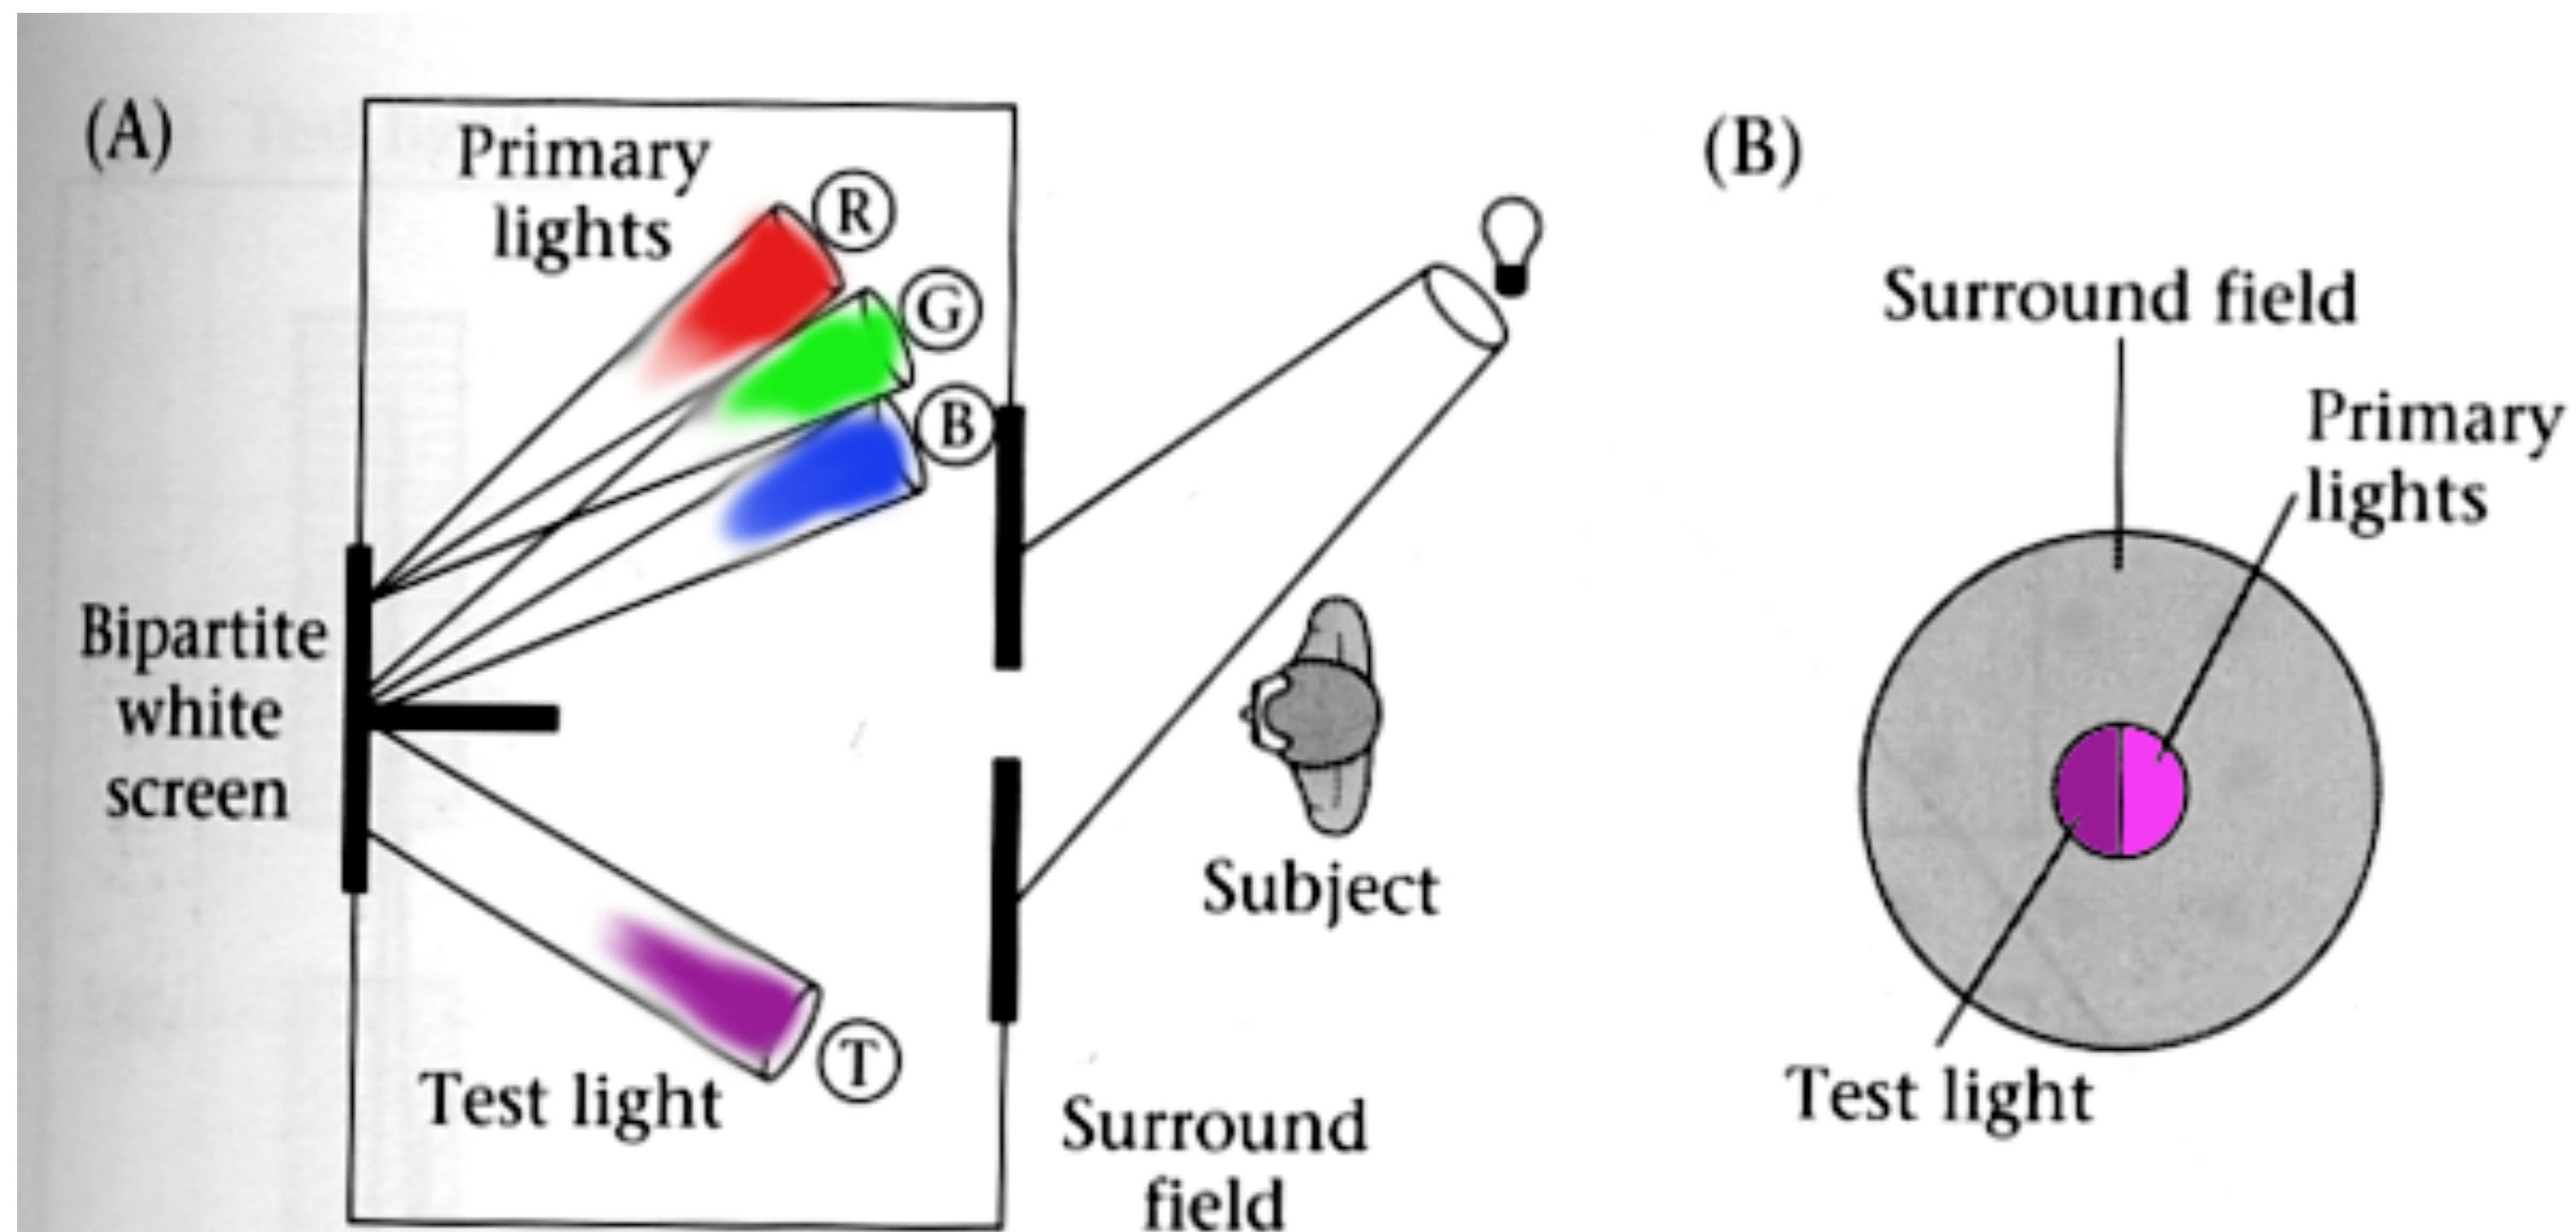 (A)
Primary
lights
R
G
B
Bipartite
white
screen
Test light
T
Subject
Surround
field
(B)
Surround field
Primary
lights
Test light